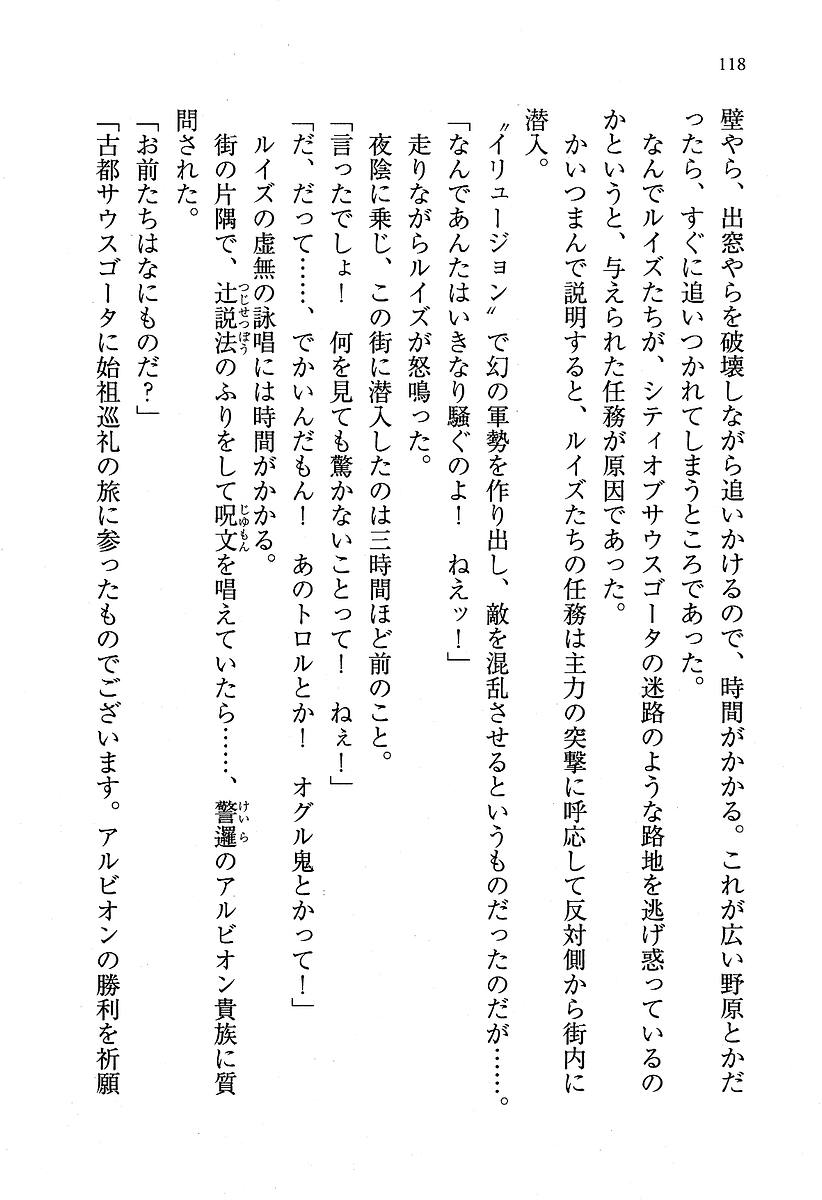 118
壁やら、出窓やらを破壊しながら追いかけるので、時間がかかる。これが広い野原とかだ
ったら、すぐに追いつかれてしまうところであった。
なんでルイズたちが、シティオブサウスゴータの迷路のような路地を逃げ惑っているの
かというと、与えられた任務が原因であった。
かいつまんで説明すると、ルイズたちの任務は主力の突撃に呼応して反対側から街内に
潜入。
〝イリュージョン〟で幻の軍勢を作り出し、敵を混乱させるというものだったのだが……。
「なんであんたはいきなり騒ぐのよ！　ねえッ！」
走りながらルイズが怒鳴った。
夜陰に乗じ、この街に潜入したのは三時間ほど前のこと。
「言ったでしょ！　何を見ても驚かないことって！　ねぇ！」
「だ、だって……、でかいんだもん！　あのトロルとか！　オグル鬼とかって！」
ルイズの虚無の詠唱には時間がかかる。
街の片隅で、辻説法のふりをして呪文を唱えていたら……、警邏のアルビオン貴族に質
つじせっぽう
じゅもん
けいら
問された。
「お前たちはなにものだ？」
「古都サウスゴータに始祖巡礼の旅に参ったものでございます。アルビオンの勝利を祈願